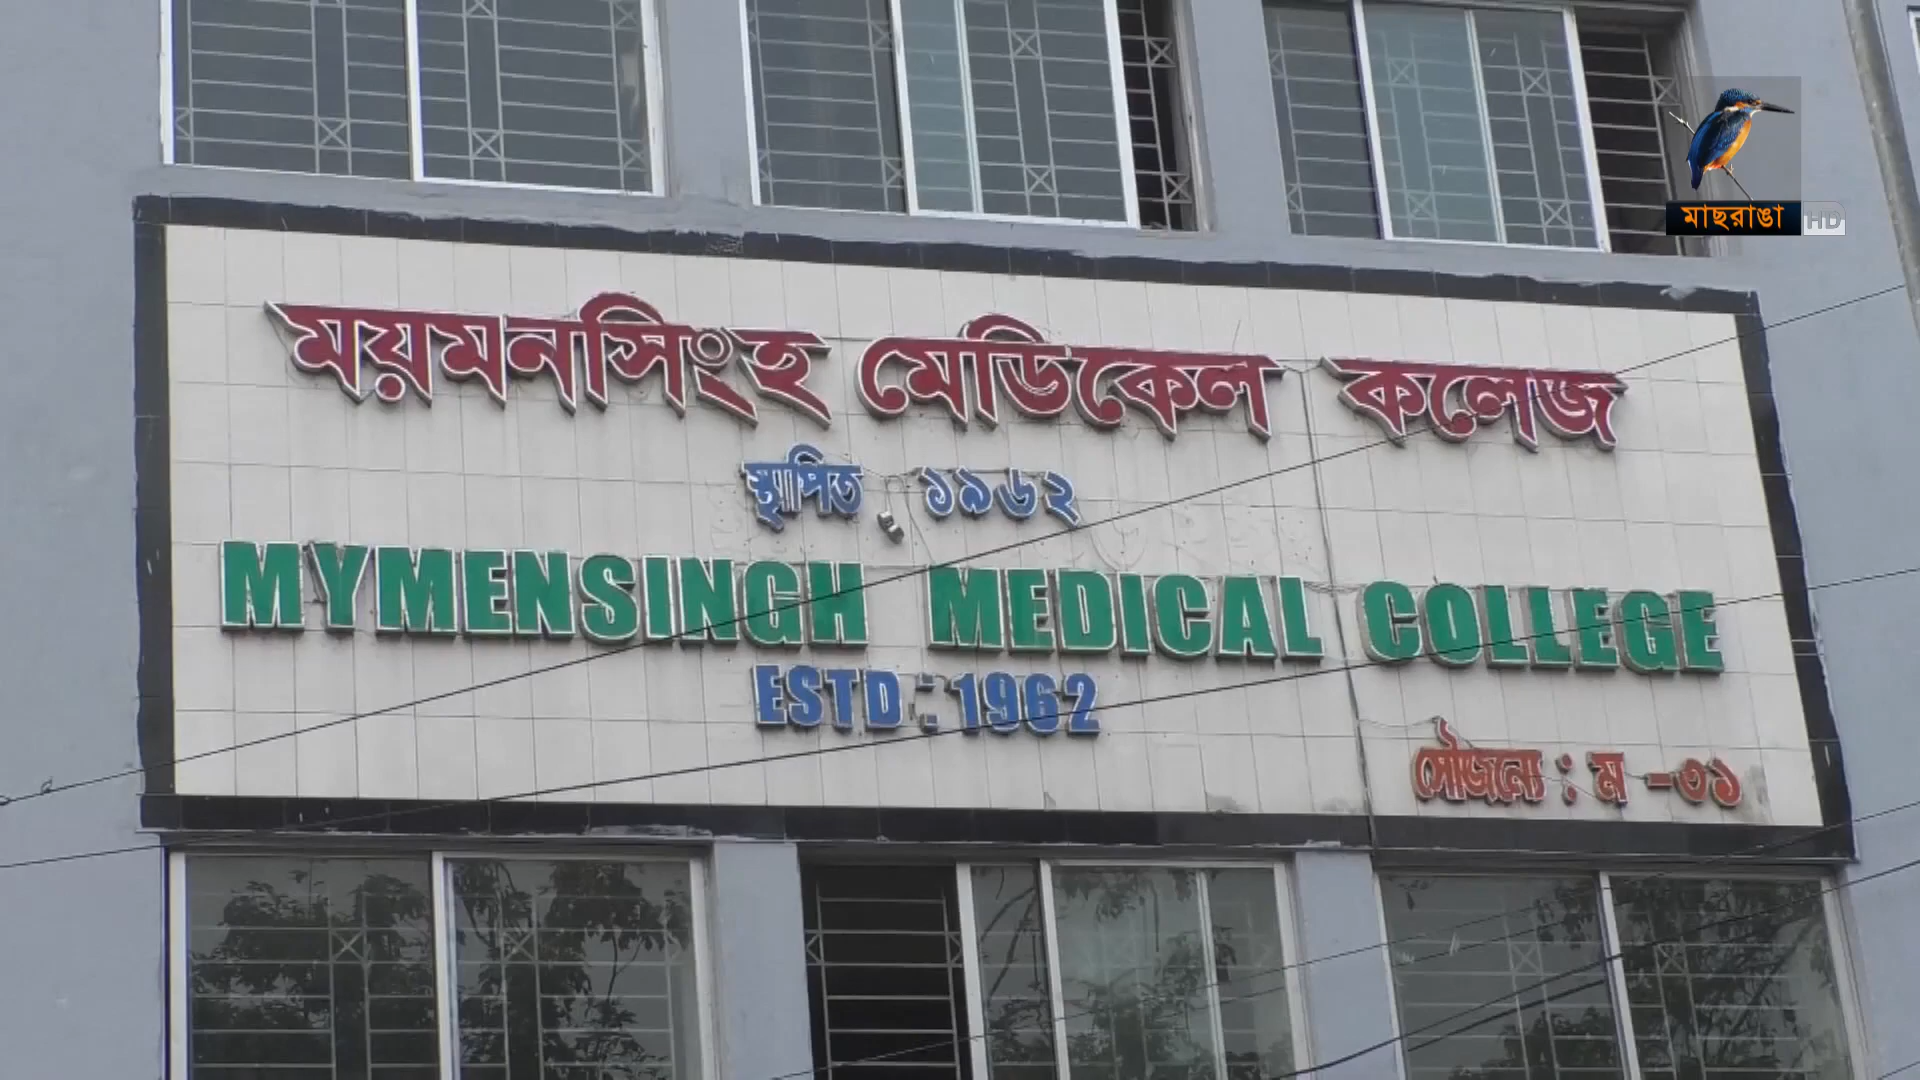 মাছরাঙা HD
ময়মনসিংহ মেডিকেল কলেজ
স্থাপিত : ১৯৬২
MYMENSINGH MEDICAL COLLEGE
ESTD : 1962
সৌজন্যে : ম -৩১